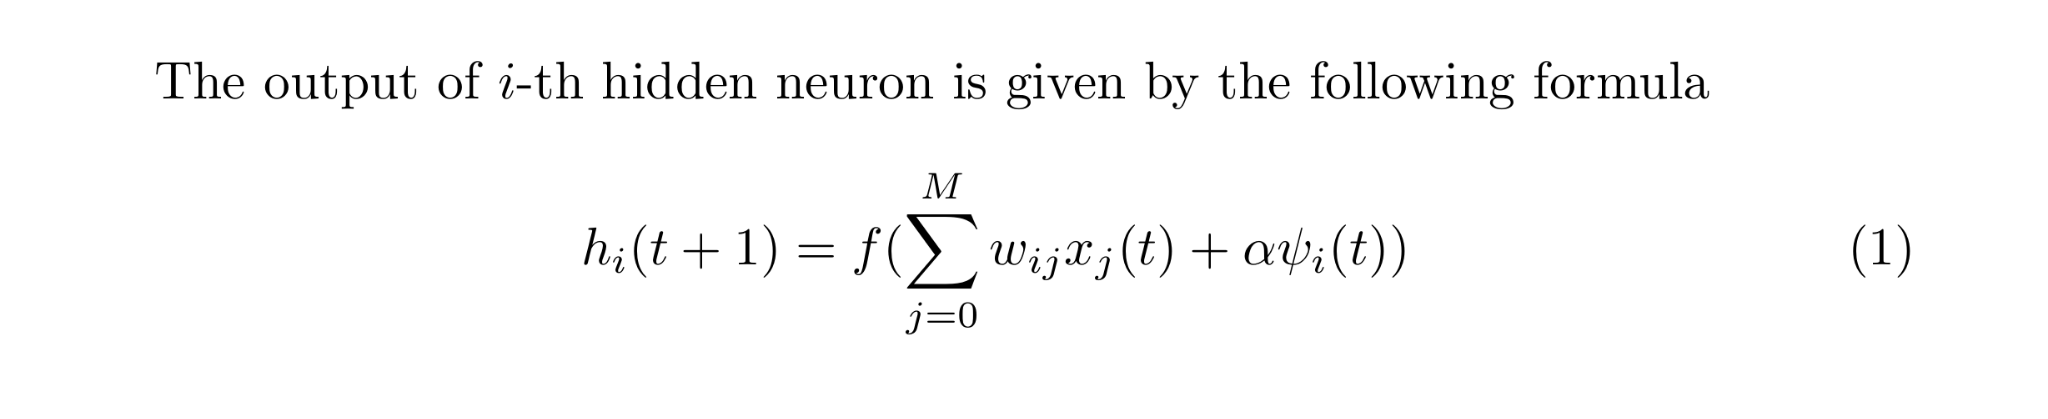 The output of i-th hidden neuron is given by the following formula
$h_i(t+1) = f(\sum_{j=0}^{M} w_{ij} x_j(t) + \alpha \psi_i(t))$ (1)